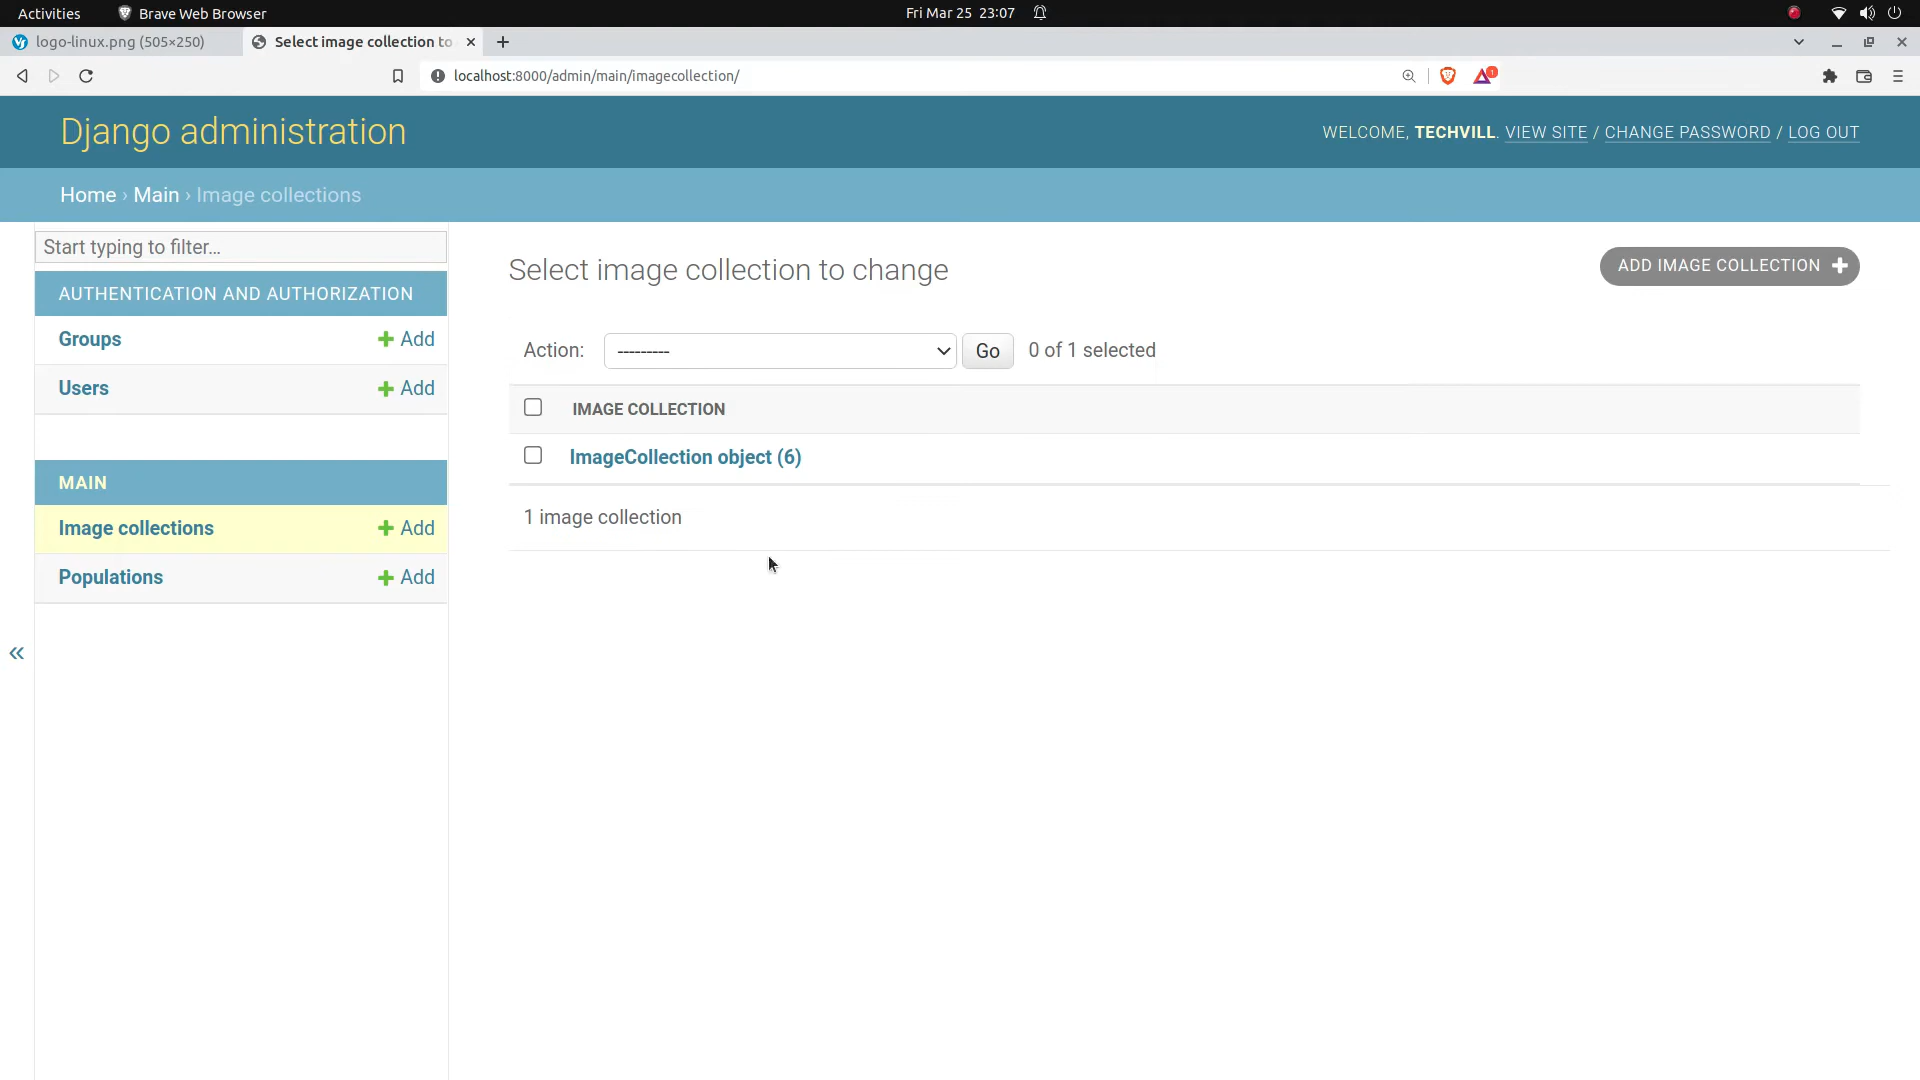 Activities
Brave Web Browser
Fri Mar 25 23:07
logo-linux.png (505×250)
Select image collection to
localhost:8000/admin/main/imagecollection/
1
Django administration
WELCOME, TECHVILL. VIEW SITE / CHANGE PASSWORD / LOG OUT
Home › Main › Image collections
Start typing to filter...
AUTHENTICATION AND AUTHORIZATION
Groups
Add
Users
Add
MAIN
Image collections
Add
Populations
Add
«
Select image collection to change
ADD IMAGE COLLECTION
Action:
---------
Go
0 of 1 selected
IMAGE COLLECTION
ImageCollection object (6)
1 image collection